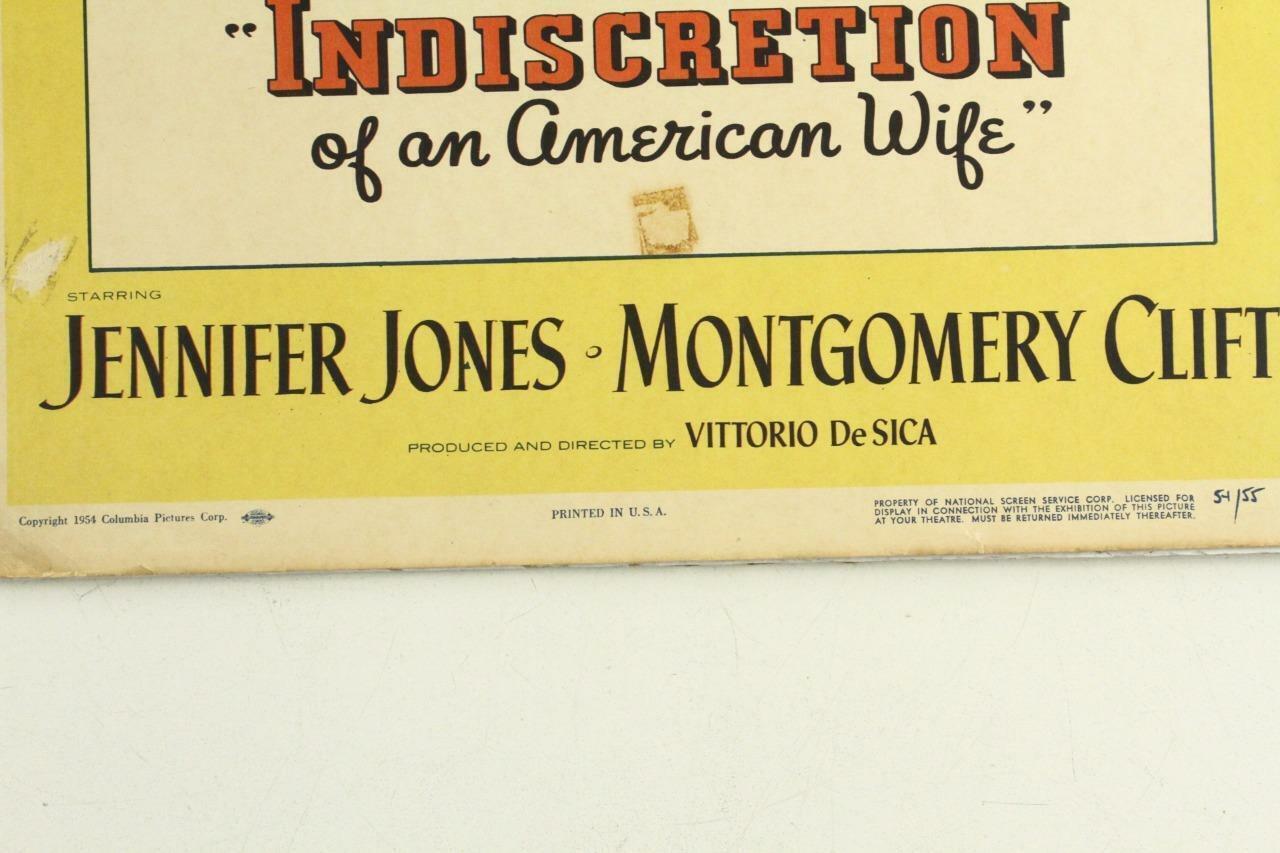 "INDISCRETION
of an American Wife"
STARRING
JENNIFER JONES · MONTGOMERY CLIFT
PRODUCED AND DIRECTED BY VITTORIO De SICA
Copyright 1954 Columbia Pictures Corp.
PRINTED IN U. S. A.
PROPERTY OF NATIONAL SCREEN SERVICE CORP. LICENSED FOR
DISPLAY IN CONNECTION WITH THE EXHIBITION OF THIS PICTURE
AT YOUR THEATRE. MUST BE RETURNED IMMEDIATELY THEREAFTER.
54/55